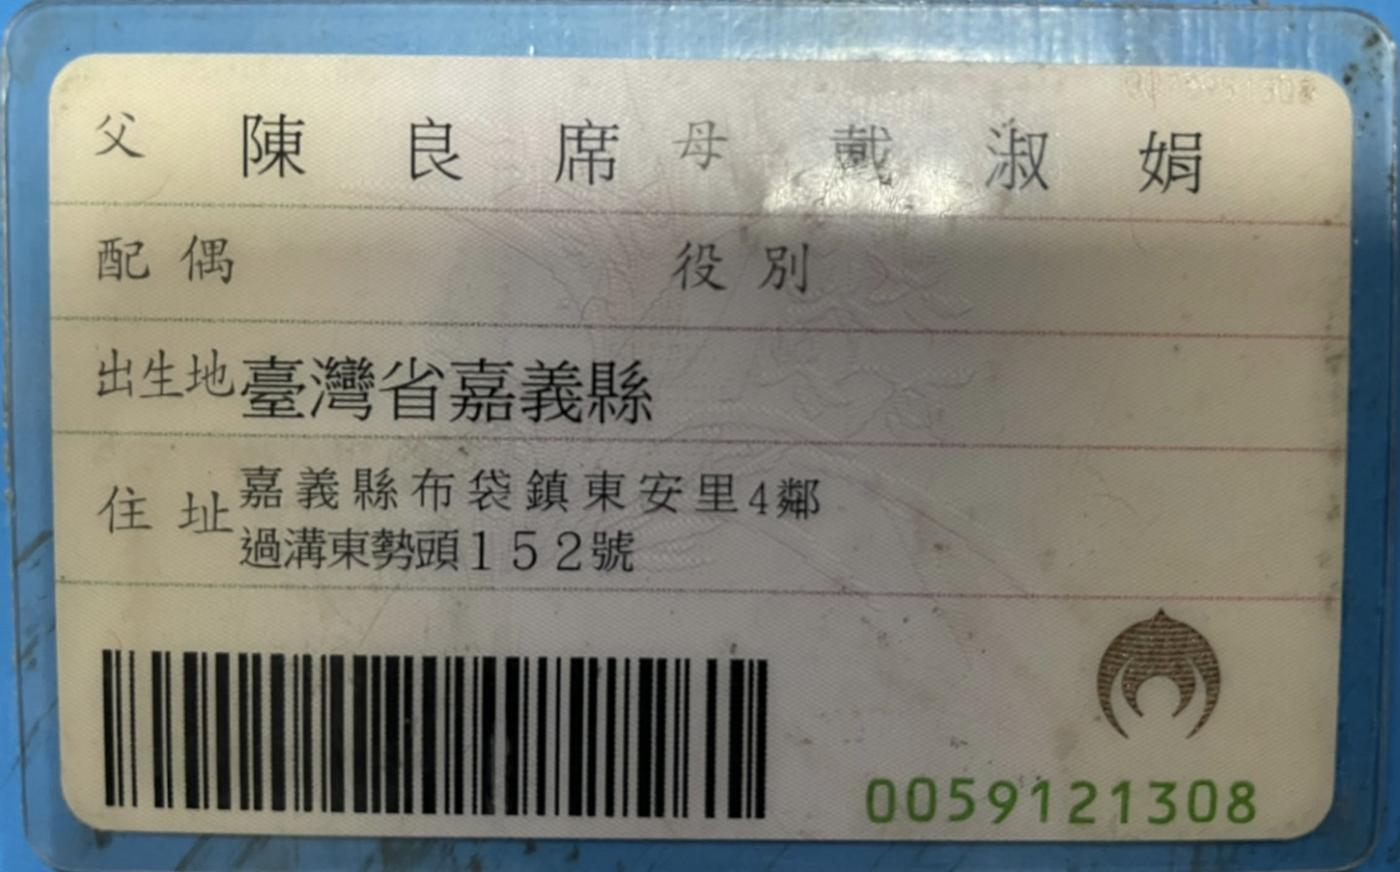 父 陳良席 母 戴淑娟
配偶 役別
出生地 臺灣省嘉義縣
住址 嘉義縣布袋鎮東安里4鄰
過溝東勢頭152號
0059121308